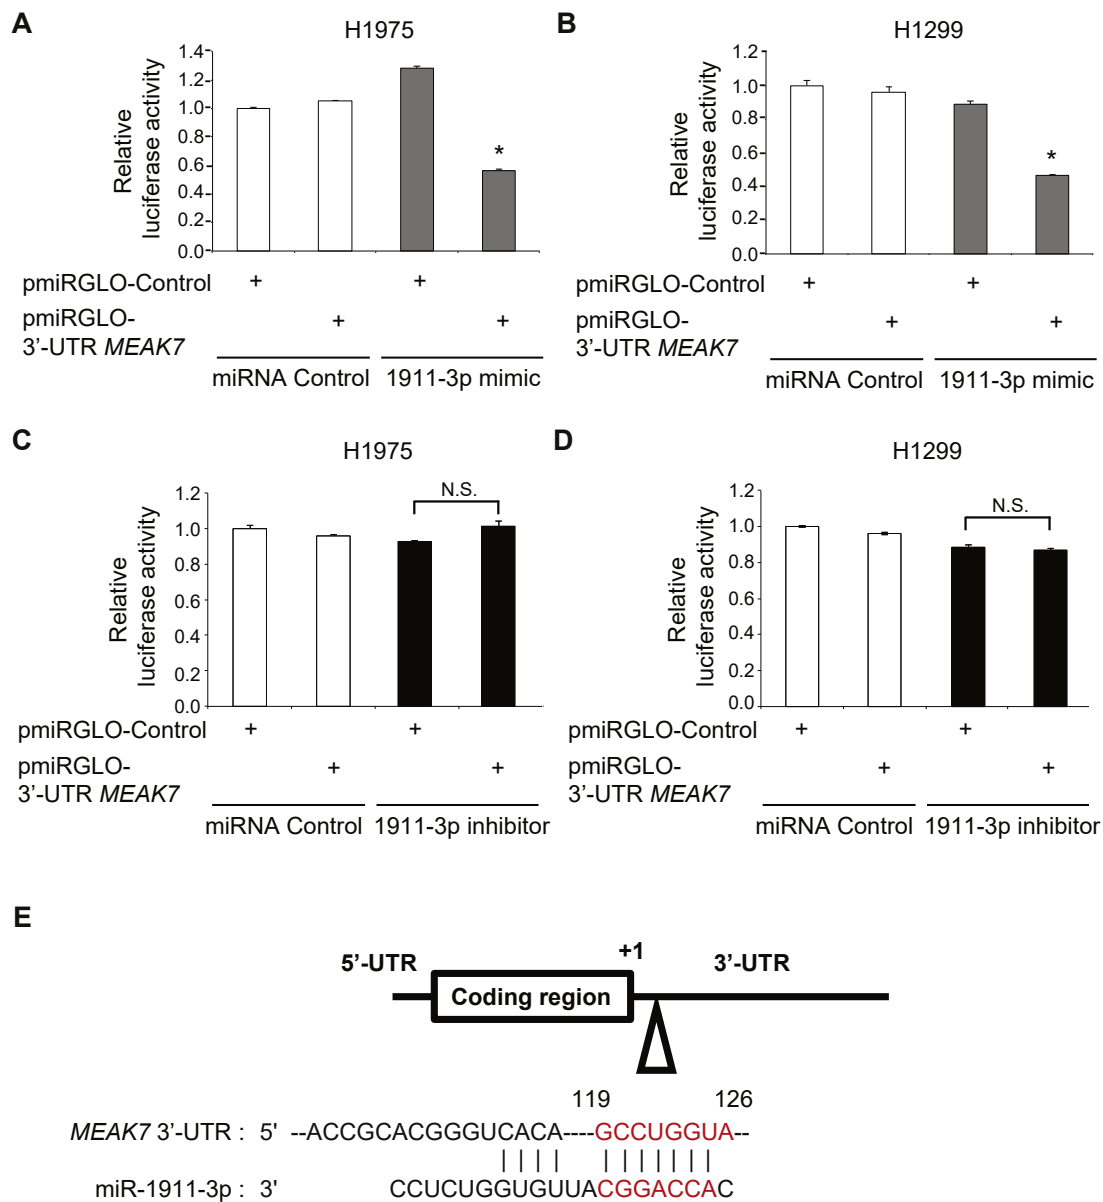 A
H1975
Relative
luciferase activity
1.4
1.2
1.0
0.8
0.6
0.4
0.2
0.0
*
pmiRGLO-Control + +
pmiRGLO- + +
3’-UTR MEAK7
miRNA Control 1911-3p mimic
B
H1299
Relative
luciferase activity
1.2
1.0
0.8
0.6
0.4
0.2
0.0
*
pmiRGLO-Control + +
pmiRGLO- + +
3’-UTR MEAK7
miRNA Control 1911-3p mimic
C
H1975
Relative
luciferase activity
1.2
1.0
0.8
0.6
0.4
0.2
0.0
N.S.
pmiRGLO-Control + +
pmiRGLO- + +
3’-UTR MEAK7
miRNA Control 1911-3p inhibitor
D
H1299
Relative
luciferase activity
1.2
1.0
0.8
0.6
0.4
0.2
0.0
N.S.
pmiRGLO-Control + +
pmiRGLO- + +
3’-UTR MEAK7
miRNA Control 1911-3p inhibitor
E
5’-UTR +1 3’-UTR
Coding region
119 126
MEAK7 3’-UTR : 5' --ACCGCACGGGUCACA----GCCUGGUA--
miR-1911-3p : 3' CCUCUGGUGUUACGGACCAC